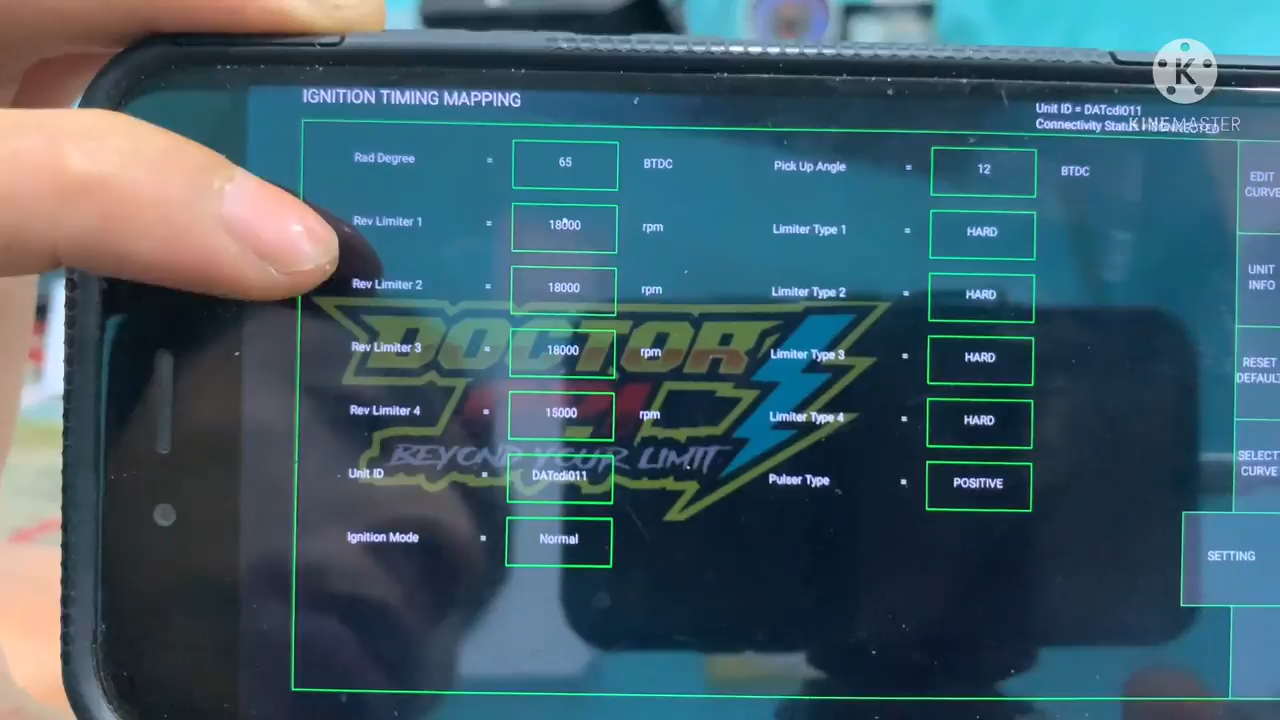 IGNITION TIMING MAPPING
Unit ID = DATcdi011
Connectivity Status = CONNECTED
K
KINEMASTER
Rad Degree = 65 BTDC Pick Up Angle = 12 BTDC
Rev Limiter 1 = 18000 rpm Limiter Type 1 = HARD
Rev Limiter 2 = 18000 rpm Limiter Type 2 = HARD
Rev Limiter 3 = 18000 rpm Limiter Type 3 = HARD
Rev Limiter 4 = 15000 rpm Limiter Type 4 = HARD
Unit ID = DATcdi011 Pulser Type = POSITIVE
Ignition Mode = Normal
DOCTOR
BEYOND YOUR LIMIT
EDIT
CURVE
UNIT
INFO
RESET
DEFAULT
SELECT
CURVE
SETTING